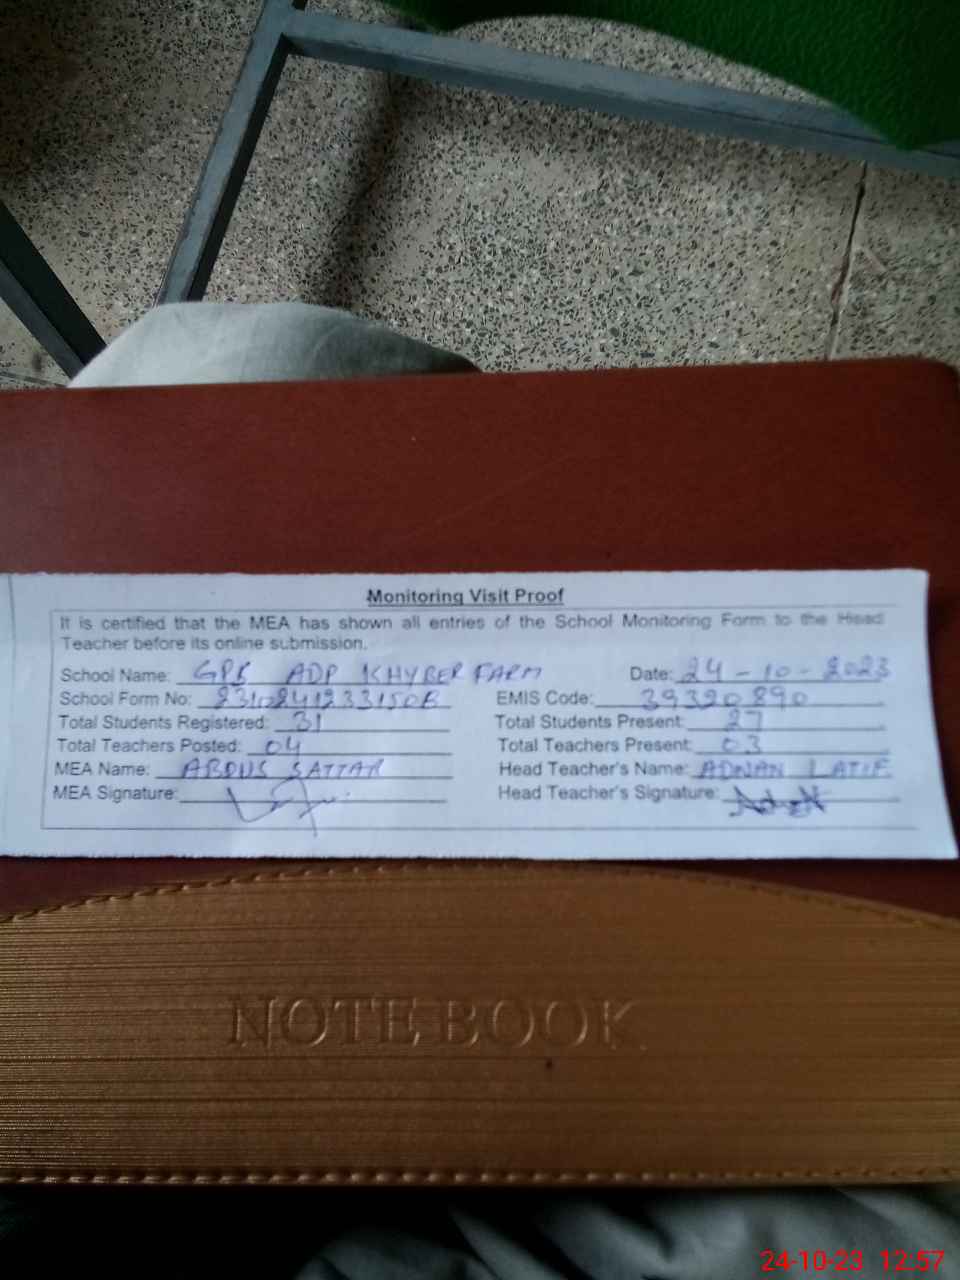 Monitoring Visit Proof
It is certified that the MEA has shown all entries of the School Monitoring Form to the Head
Teacher before its online submission.
School Name: GPS ADP KHYBER FARM Date: 24-10-2023
School Form No: EMIS Code: 39320890
Total Students Registered: 31 Total Students Present: 27
Total Teachers Posted: 04 Total Teachers Present: 03
MEA Name: ABDUS SATTAR Head Teacher's Name: ADNAN LATIF
MEA Signature: Head Teacher's Signature:
NOTE BOOK
24-10-23 12:57